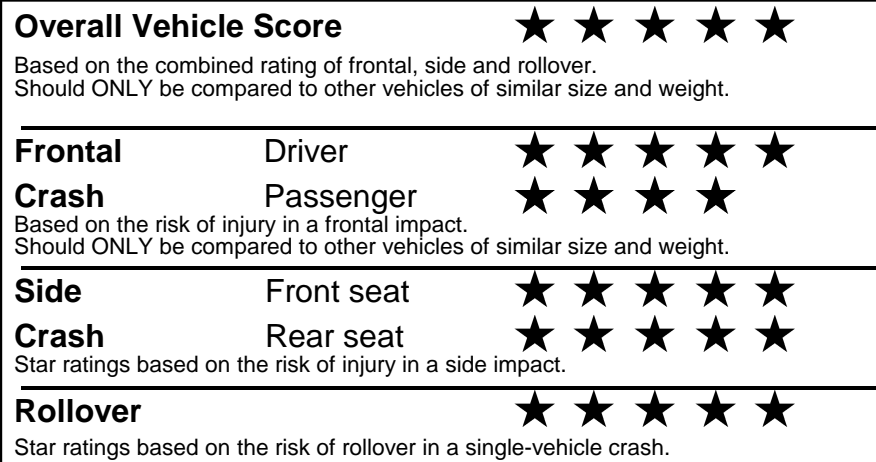 Overall Vehicle Score ★ ★ ★ ★ ★
Based on the combined rating of frontal, side and rollover.
Should ONLY be compared to other vehicles of similar size and weight.
Frontal Driver ★ ★ ★ ★ ★
Crash Passenger ★ ★ ★ ★
Based on the risk of injury in a frontal impact.
Should ONLY be compared to other vehicles of similar size and weight.
Side Front seat ★ ★ ★ ★ ★
Crash Rear seat ★ ★ ★ ★ ★
Star ratings based on the risk of injury in a side impact.
Rollover ★ ★ ★ ★ ★
Star ratings based on the risk of rollover in a single-vehicle crash.